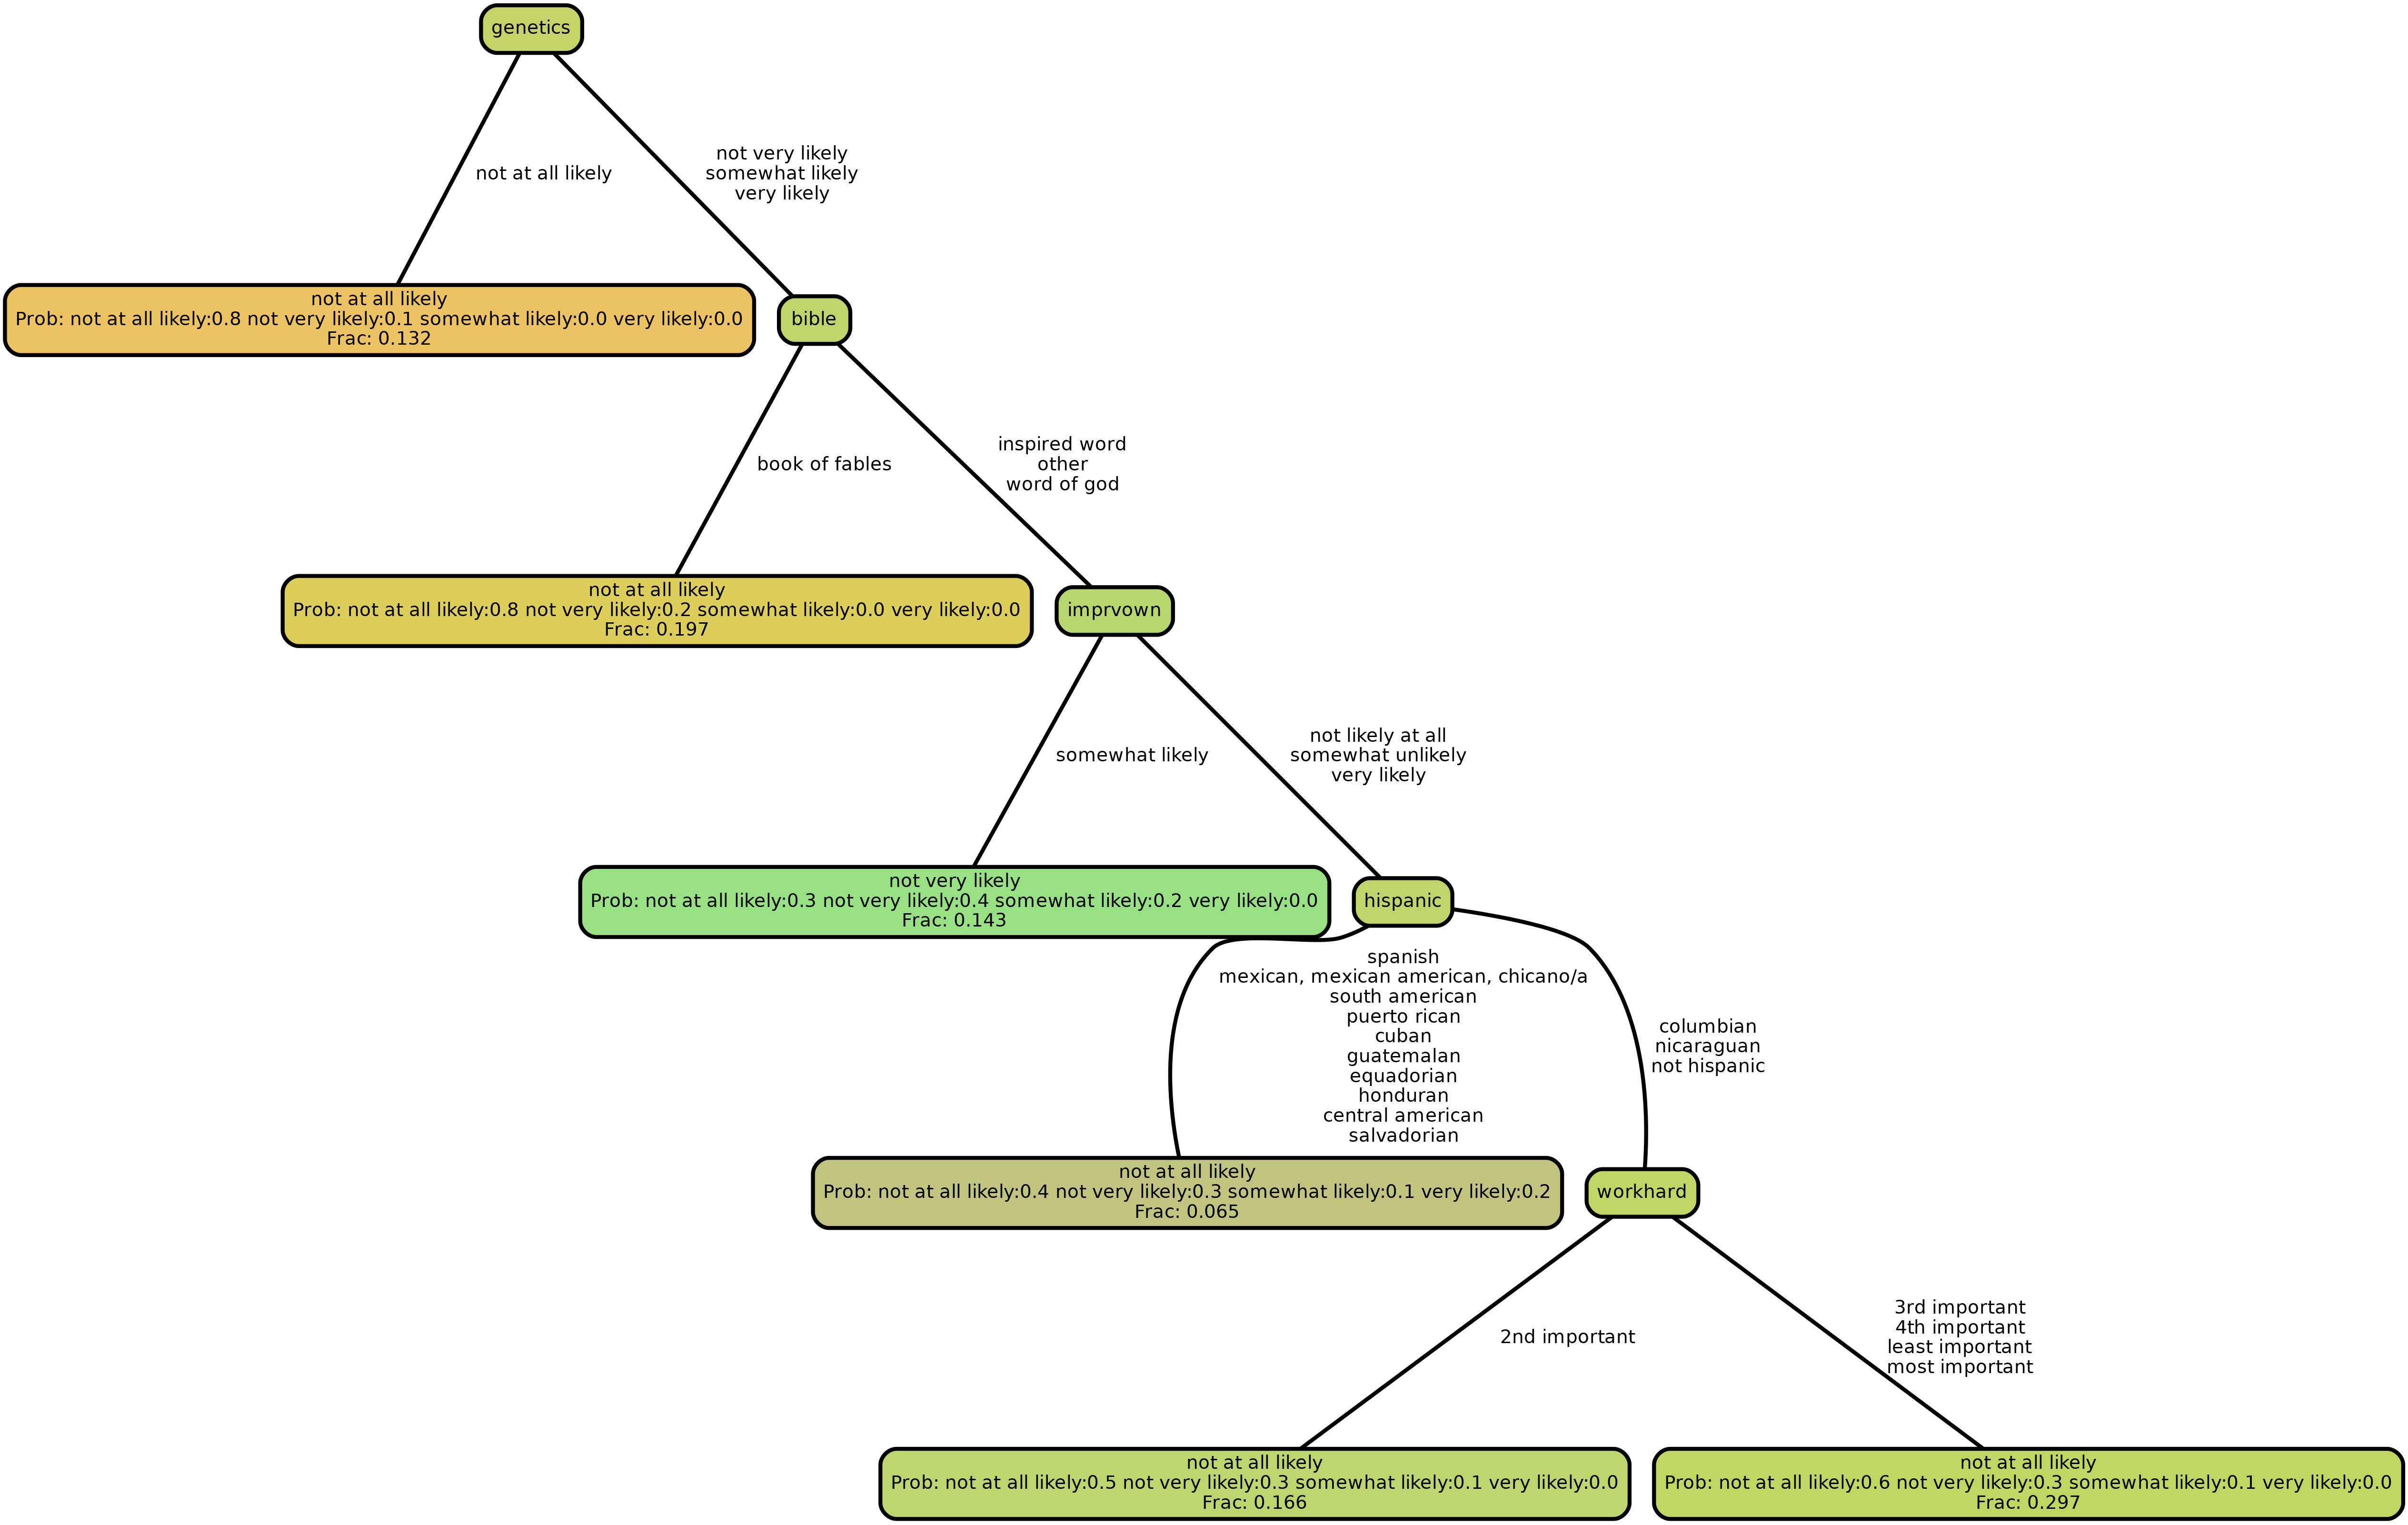 genetics
not at all likely
not very likely
somewhat likely
very likely
not at all likely
Prob: not at all likely:0.8 not very likely:0.1 somewhat likely:0.0 very likely:0.0
Frac: 0.132
bible
book of fables
inspired word
other
word of god
not at all likely
Prob: not at all likely:0.8 not very likely:0.2 somewhat likely:0.0 very likely:0.0
Frac: 0.197
imprvown
somewhat likely
not likely at all
somewhat unlikely
very likely
not very likely
Prob: not at all likely:0.3 not very likely:0.4 somewhat likely:0.2 very likely:0.0
Frac: 0.143
hispanic
spanish
mexican, mexican american, chicano/a
south american
puerto rican
cuban
guatemalan
equadorian
honduran
central american
salvadorian
columbian
nicaraguan
not hispanic
not at all likely
Prob: not at all likely:0.4 not very likely:0.3 somewhat likely:0.1 very likely:0.2
Frac: 0.065
workhard
2nd important
3rd important
4th important
least important
most important
not at all likely
Prob: not at all likely:0.5 not very likely:0.3 somewhat likely:0.1 very likely:0.0
Frac: 0.166
not at all likely
Prob: not at all likely:0.6 not very likely:0.3 somewhat likely:0.1 very likely:0.0
Frac: 0.297